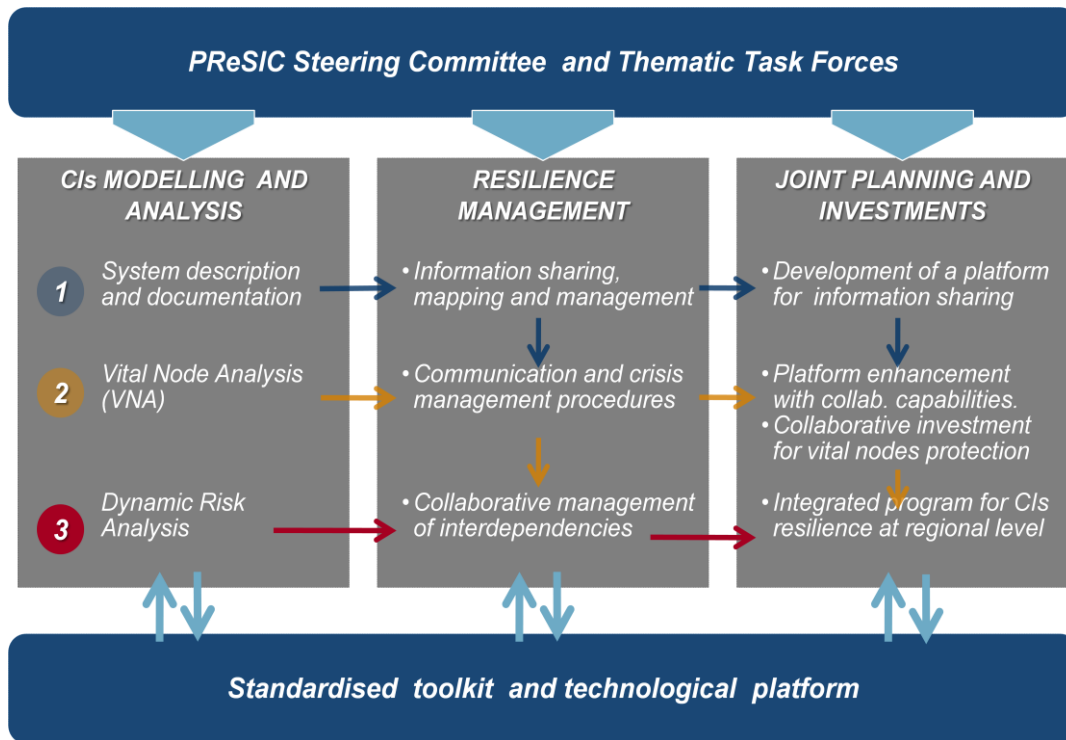 PReSIC Steering Committee and Thematic Task Forces
CIs MODELLING AND
ANALYSIS
1
System description
and documentation
2
Vital Node Analysis
(VNA)
3
Dynamic Risk
Analysis
RESILIENCE
MANAGEMENT
• Information sharing,
mapping and management
• Communication and crisis
management procedures
• Collaborative management
of interdependencies
JOINT PLANNING AND
INVESTMENTS
• Development of a platform
for information sharing
• Platform enhancement
with collab. capabilities.
• Collaborative investment
for vital nodes protection
• Integrated program for CIs
resilience at regional level
Standardised toolkit and technological platform